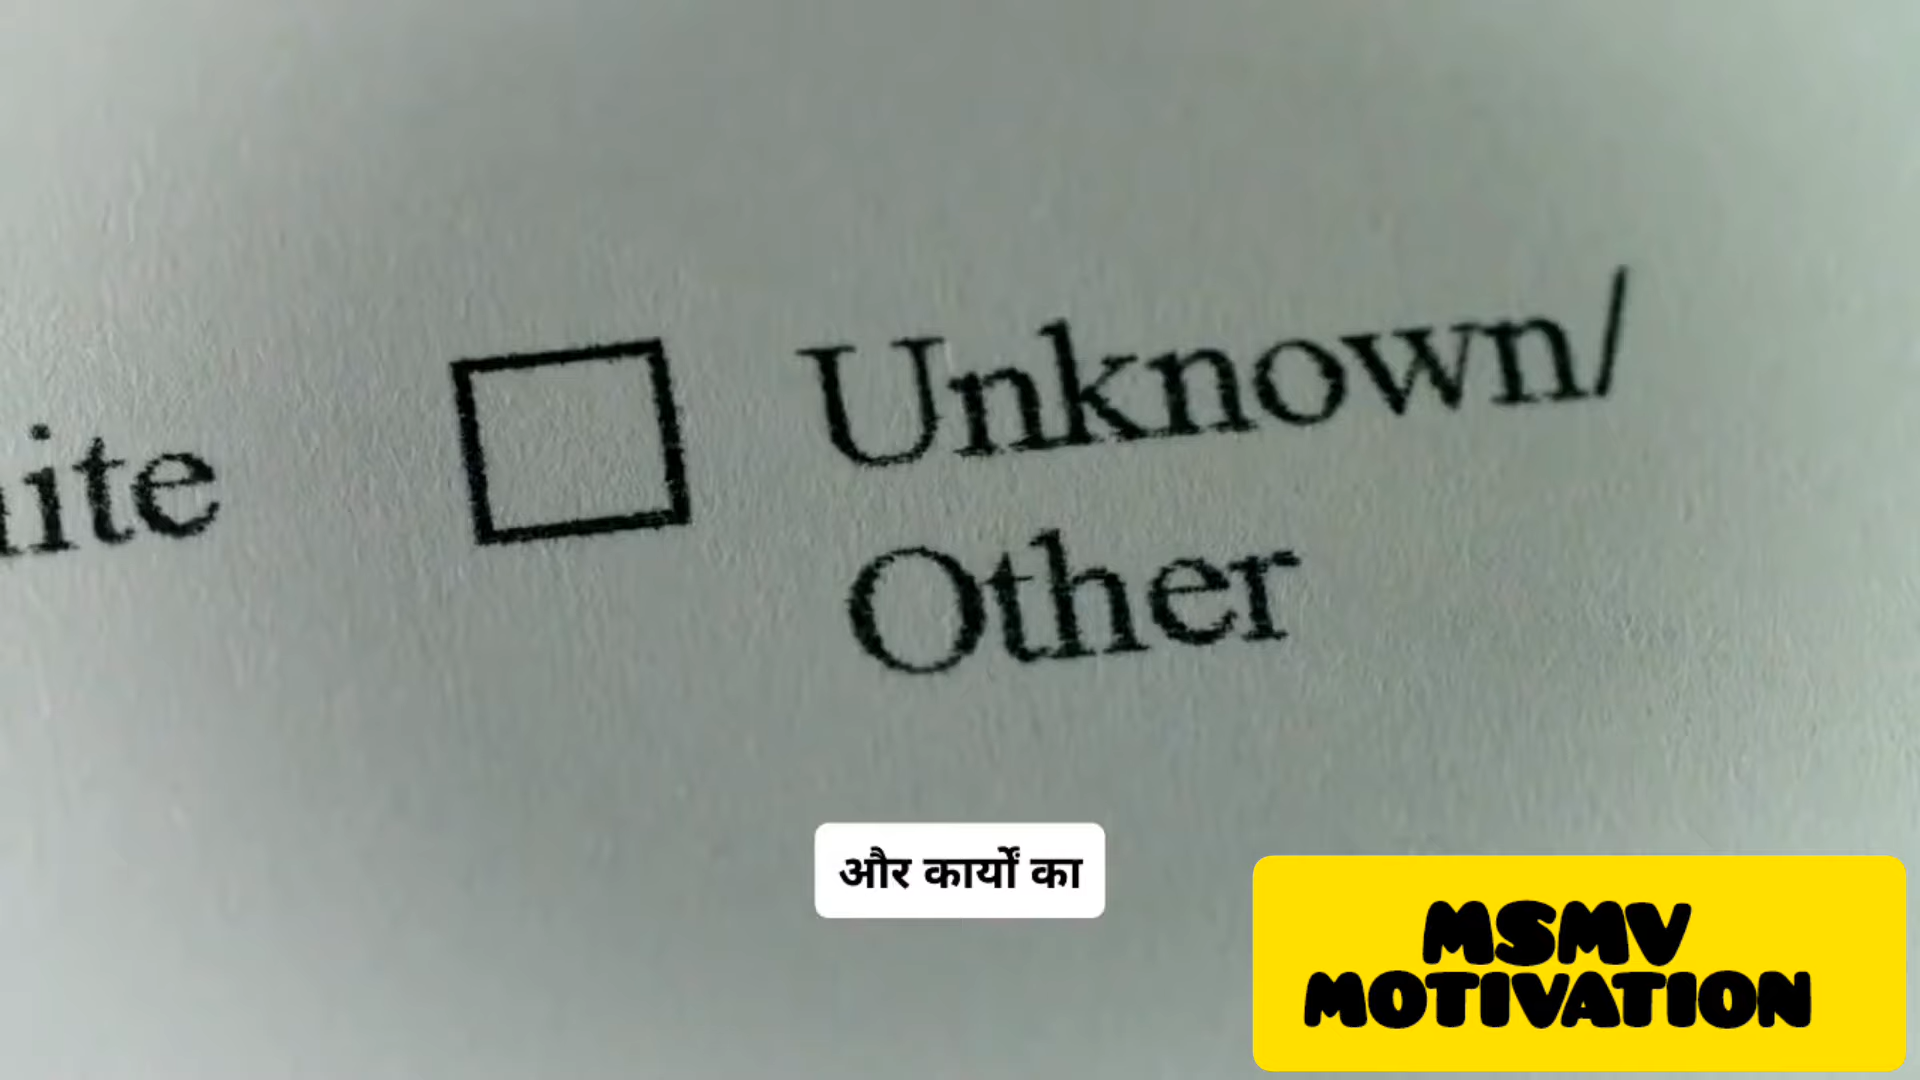 ite
Unknown/
Other
और कार्यों का
MSMV
MOTIVATION